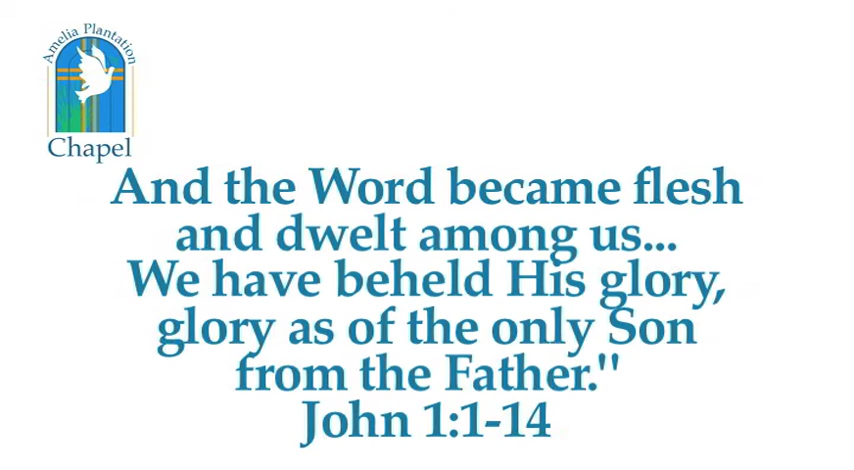 Amelia Plantation
Chapel
And the Word became flesh
and dwelt among us...
We have beheld His glory,
glory as of the only Son
from the Father."
John 1:1-14